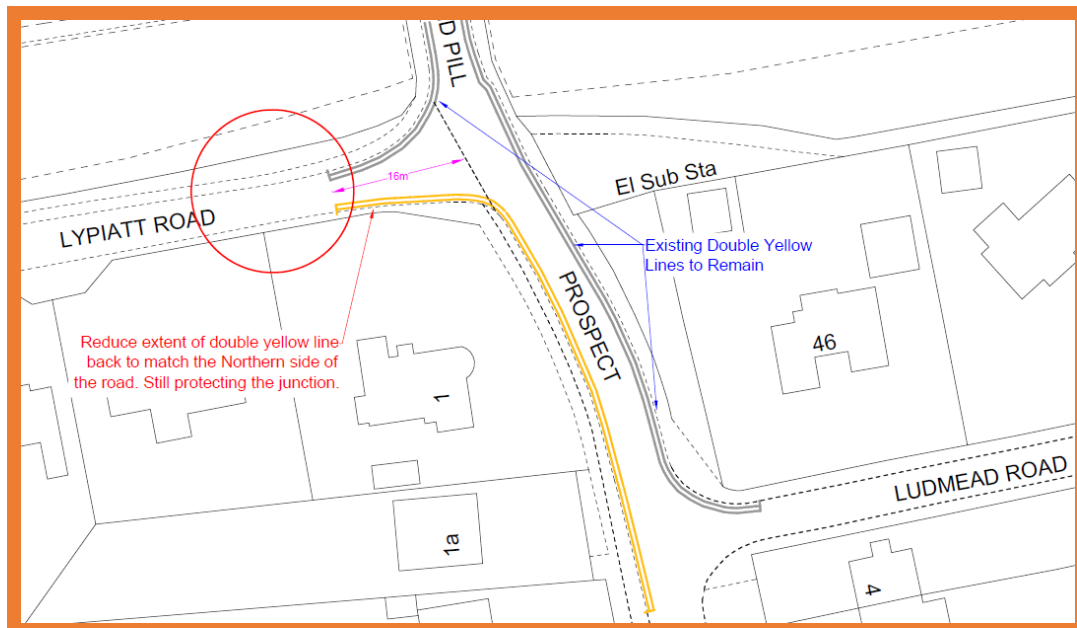 D PILL
16m
El Sub Sta
LYPIATT ROAD
Existing Double Yellow
Lines to Remain
PROSPECT
Reduce extent of double yellow line
back to match the Northern side of
the road. Still protecting the junction.
46
1
LUDMEAD ROAD
1a
4